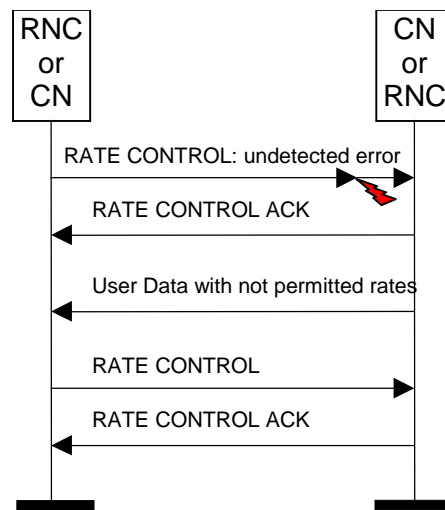 RNC
or
CN
CN
or
RNC
RATE CONTROL: undetected error
RATE CONTROL ACK
User Data with not permitted rates
RATE CONTROL
RATE CONTROL ACK